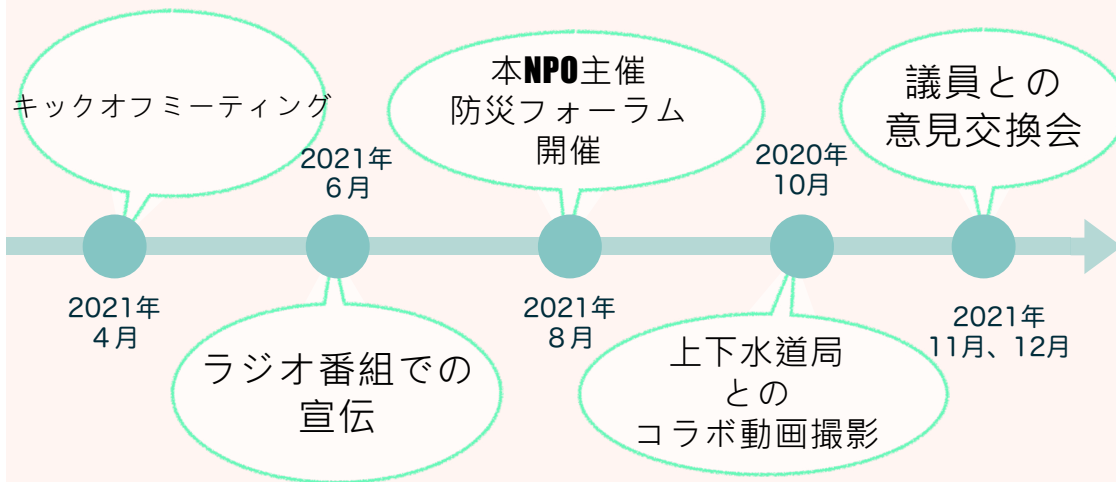 キックオフミーティング
2021年
4月
2021年
6月
ラジオ番組での
宣伝
本NPO主催
防災フォーラム
開催
2021年
8月
2020年
10月
上下水道局
との
コラボ動画撮影
議員との
意見交換会
2021年
11月、12月